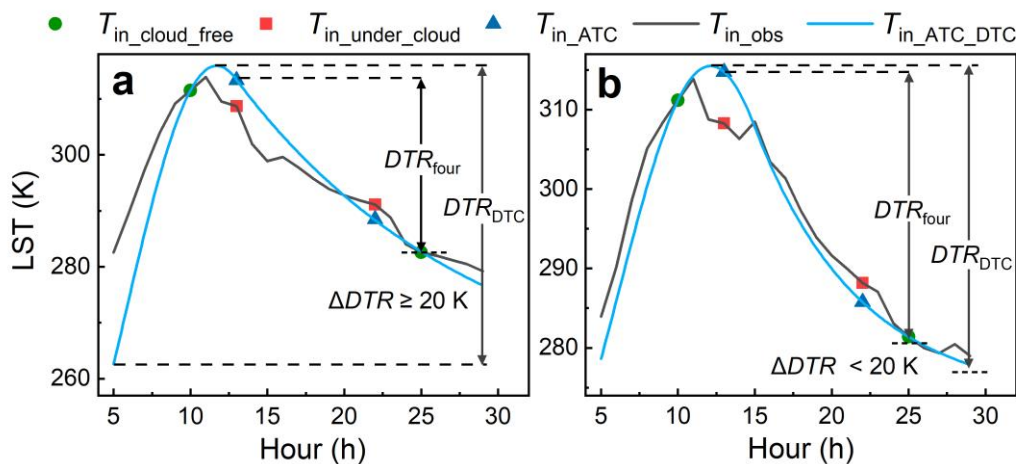 T_in_cloud_free T_in_under_cloud T_in_ATC T_in_obs T_in_ATC_DTC
a
b
LST (K)
300
280
260
310
300
290
280
DTR_four
DTR_DTC
ΔDTR ≥ 20 K
DTR_four
DTR_DTC
ΔDTR < 20 K
5 10 15 20 25 30
5 10 15 20 25 30
Hour (h)
Hour (h)